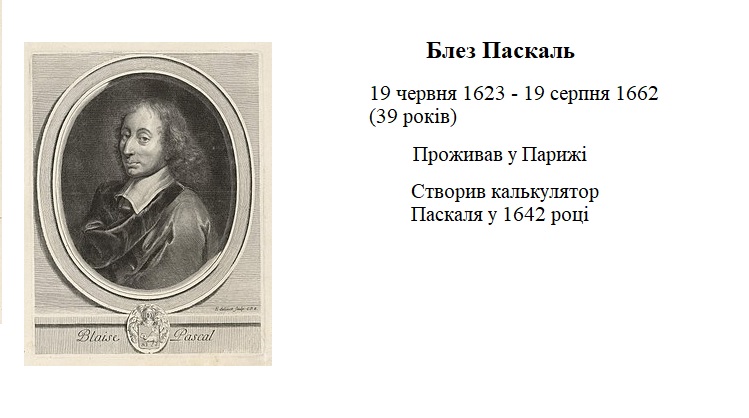 Блез Паскаль
19 червня 1623 - 19 серпня 1662
(39 років)
Проживав у Парижі
Створив калькулятор
Паскаля у 1642 році
Blaise Pascal